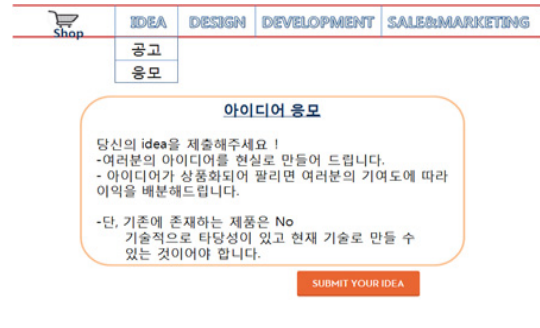 Shop IDEA DESIGN DEVELOPMENT SALE&MARKETING
공고
응모
아이디어 응모
당신의 idea을 제출해주세요 !
-여러분의 아이디어를 현실로 만들어 드립니다.
- 아이디어가 상품화되어 팔리면 여러분의 기여도에 따라
이익을 배분해드립니다.
-단, 기존에 존재하는 제품은 No
기술적으로 타당성이 있고 현재 기술로 만들 수
있는 것이어야 합니다.
SUBMIT YOUR IDEA